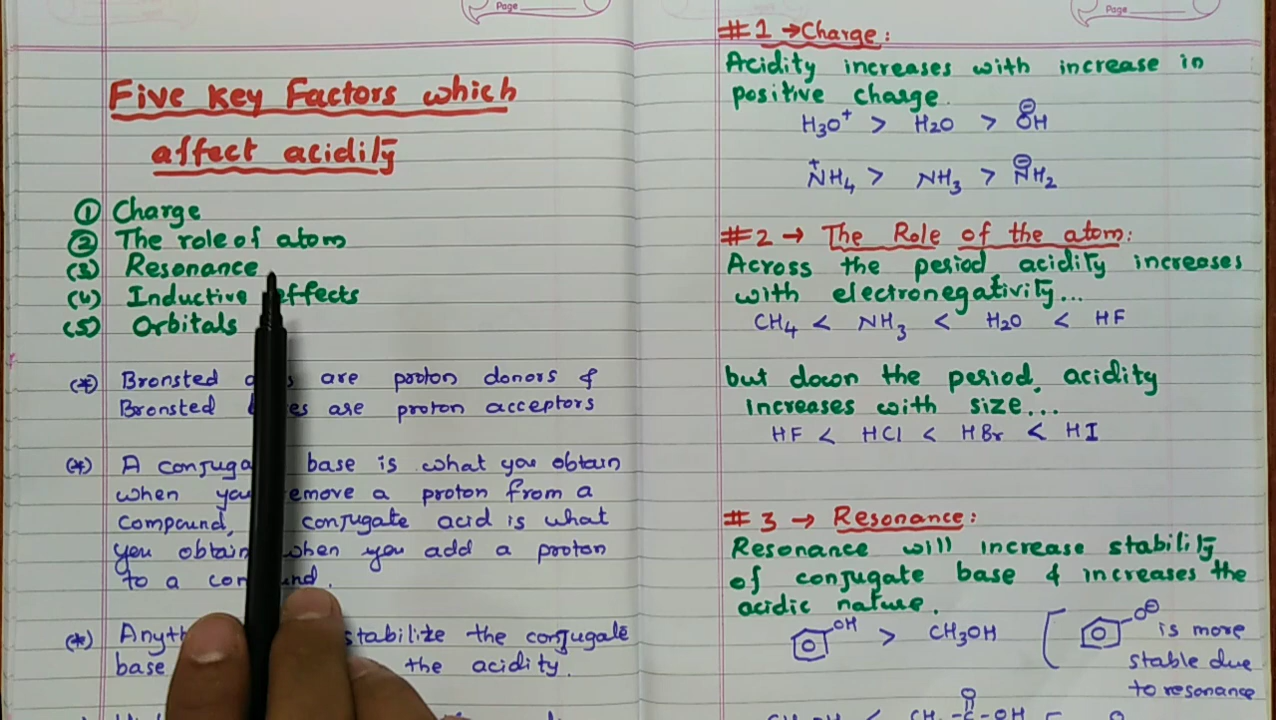 Page
Five Key Factors which
affect acidity
① Charge
② The role of atom
(3) Resonance
(4) Inductive effects
(5) Orbitals
(*) Bronsted are proton donors &
Bronsted are proton acceptors
(*) A base is what you obtain
when remove a proton from a
compound, conjugate acid is what
you obtain when you add a proton
to a
(*) stabilize the conjugate
base the acidity.
Page
#1 → Charge:
Acidity increases with increase in
positive charge.
H3O⁺ > H2O > ⊖OH
⁺NH4 > NH3 > ⊖NH2
#2 → The Role of the atom:
Across the period, acidity increases
with electronegativity...
CH4 < NH3 < H2O < HF
but down the period, acidity
increases with size...
HF < HCl < HBr < HI
#3 → Resonance:
Resonance will increase stability
of conjugate base & increases the
acidic nature.
OH > CH3OH ( O⊖ is more
stable due
to resonance